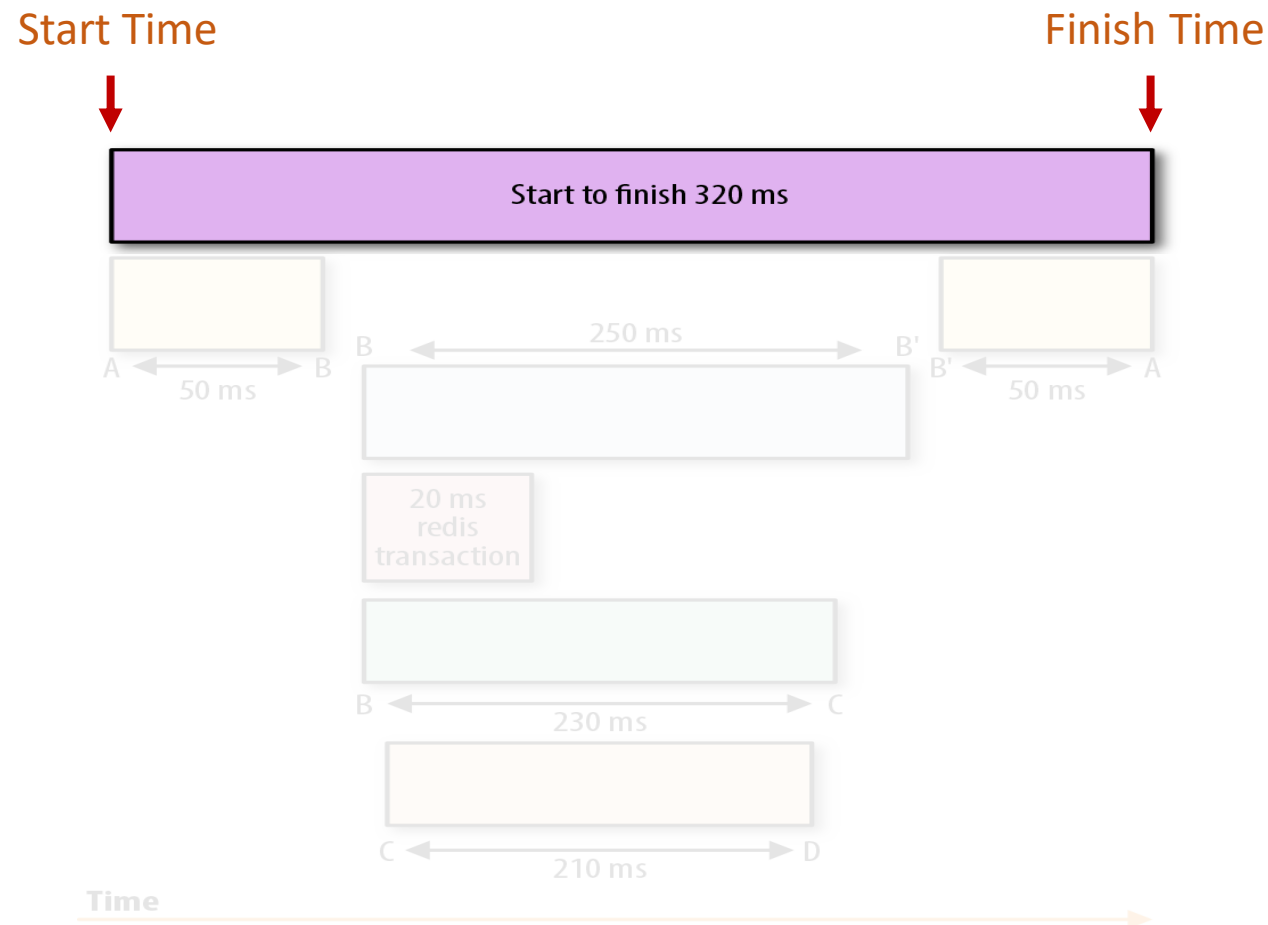 Start Time
Finish Time
Start to finish 320 ms
A
50 ms
B
B
250 ms
B'
B'
50 ms
A
20 ms
redis
transaction
B
230 ms
C
C
210 ms
D
Time